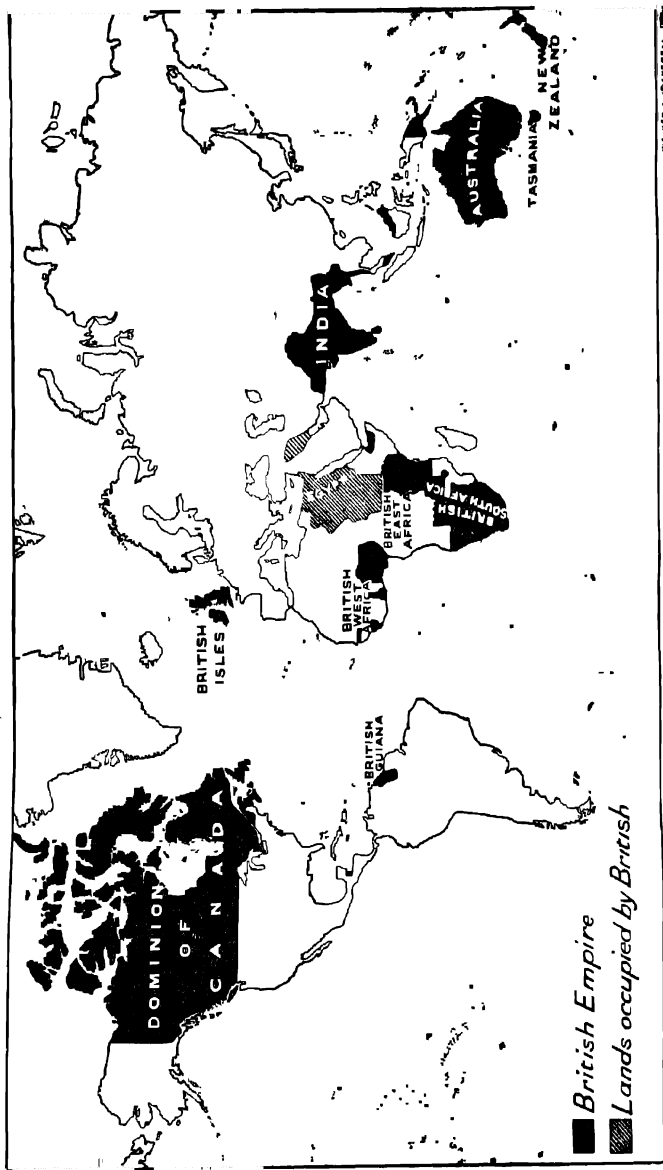 DOMINION
OF
CANADA
BRITISH
ISLES
BRITISH
GUIANA
BRITISH
WEST
AFRICA
EGYPT
BRITISH
EAST
AFRICA
BRITISH
SOUTH AFRICA
INDIA
AUSTRALIA
TASMANIA
NEW
ZEALAND
British Empire
Lands occupied by British